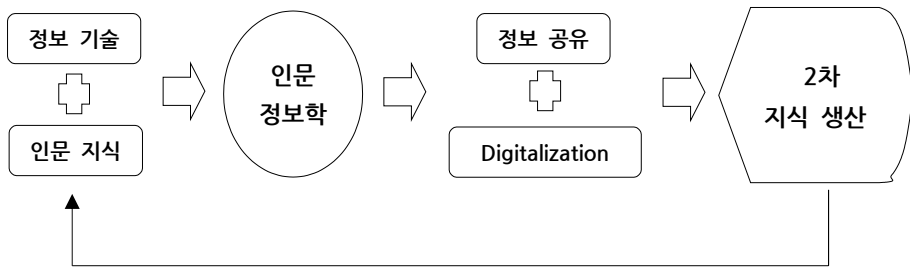 정보 기술
인문 지식
인문
정보학
정보 공유
Digitalization
2차
지식 생산